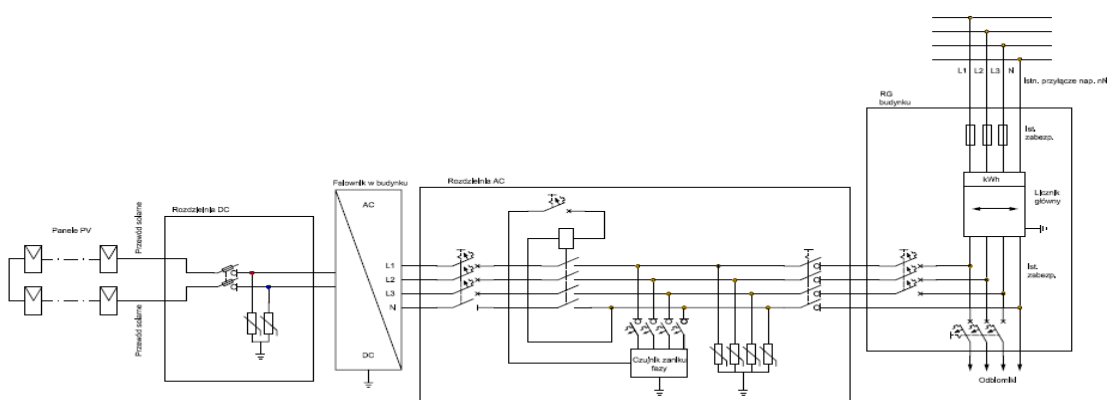 L1 L2 L3 N
Istn. przyłącze nap. nN
RG
budynku
Ist.
zabezp.
kWh
Licznik
główny
Ist.
zabezp.
Odbiorniki
Rozdzielnia AC
L1
L2
L3
N
Czujnik zaniku
fazy
Falownik w budynku
AC
DC
Rozdzielnia DC
Przewód solarne
Przewód solarne
Panele PV